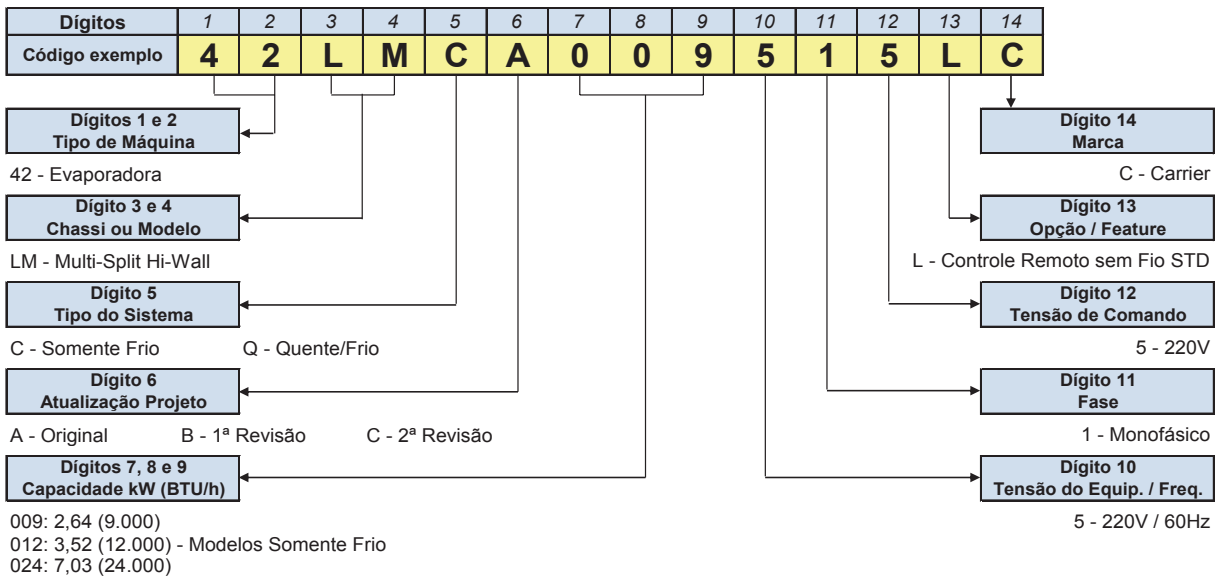 Dígitos 1 2 3 4 5 6 7 8 9 10 11 12 13 14
Código exemplo 4 2 L M C A 0 0 9 5 1 5 L C
Dígitos 1 e 2
Tipo de Máquina
42 - Evaporadora
Dígito 3 e 4
Chassi ou Modelo
LM - Multi-Split Hi-Wall
Dígito 5
Tipo do Sistema
C - Somente Frio Q - Quente/Frio
Dígito 6
Atualização Projeto
A - Original B - 1ª Revisão C - 2ª Revisão
Dígitos 7, 8 e 9
Capacidade kW (BTU/h)
009: 2,64 (9.000)
012: 3,52 (12.000) - Modelos Somente Frio
024: 7,03 (24.000)
Dígito 14
Marca
C - Carrier
Dígito 13
Opção / Feature
L - Controle Remoto sem Fio STD
Dígito 12
Tensão de Comando
5 - 220V
Dígito 11
Fase
1 - Monofásico
Dígito 10
Tensão do Equip. / Freq.
5 - 220V / 60Hz